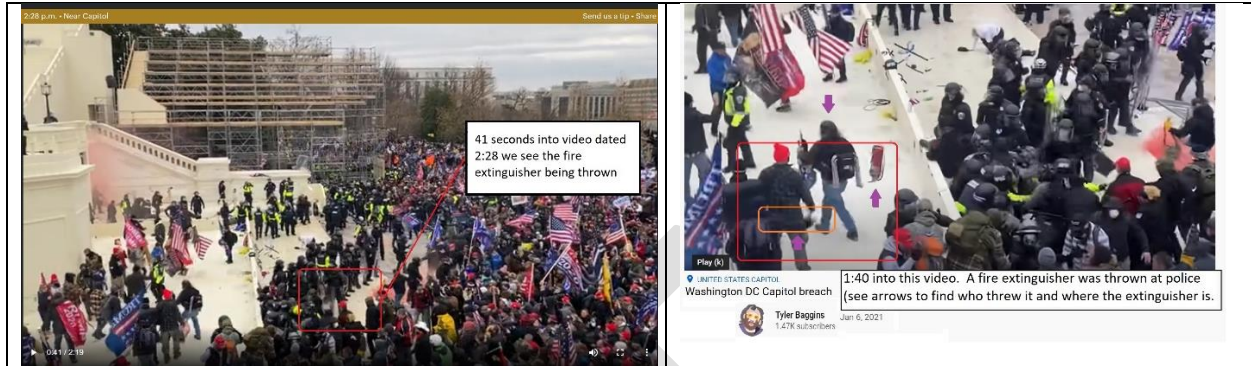 2:28 p.m. - Near Capitol
Send us a tip - Share
41 seconds into video dated
2:28 we see the fire
extinguisher being thrown
0:41 / 2:19
Play (k)
UNITED STATES CAPITOL
Washington DC Capitol breach
Tyler Baggins
1.47K subscribers
Jan 6, 2021
1:40 into this video. A fire extinguisher was thrown at police
(see arrows to find who threw it and where the extinguisher is.